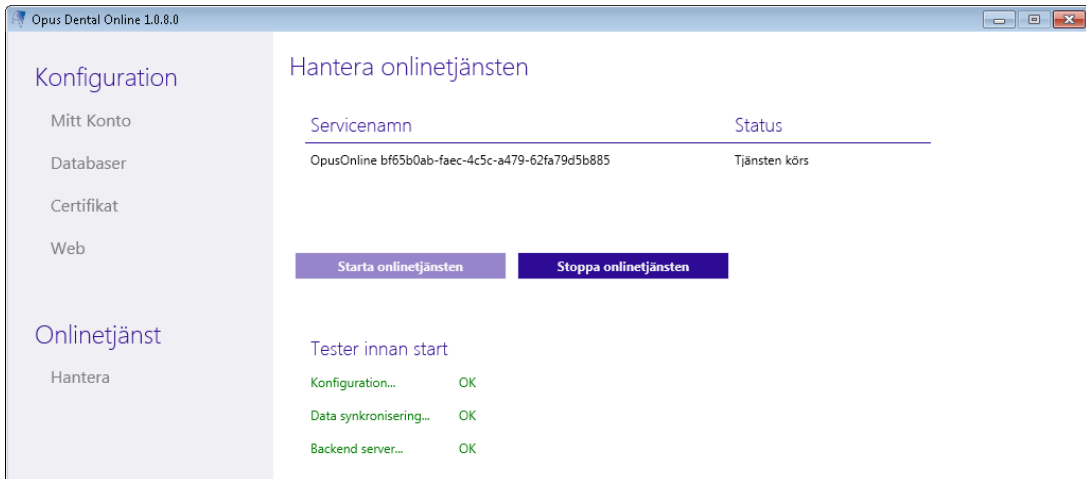 Opus Dental Online 1.0.8.0
Konfiguration
Mitt Konto
Databaser
Certifikat
Web
Onlinetjänst
Hantera
Hantera onlinetjänsten
Servicenamn Status
OpusOnline bf65b0ab-faec-4c5c-a479-62fa79d5b885 Tjänsten körs
Starta onlinetjänsten Stoppa onlinetjänsten
Tester innan start
Konfiguration... OK
Data synkronisering... OK
Backend server... OK